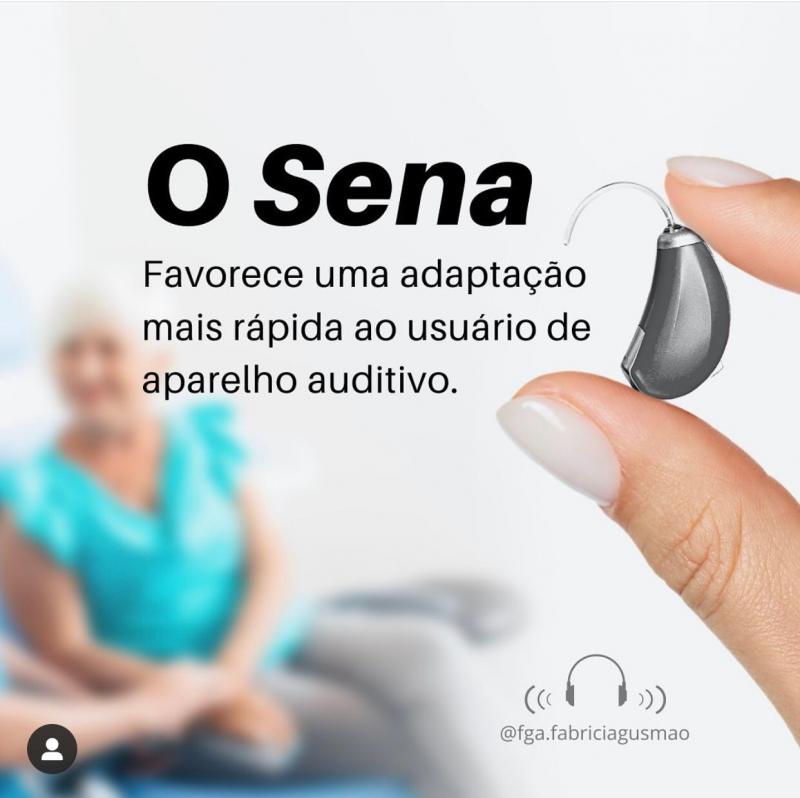 O Sena
Favorece uma adaptação
mais rápida ao usuário de
aparelho auditivo.
@fga.fabriciagusmao